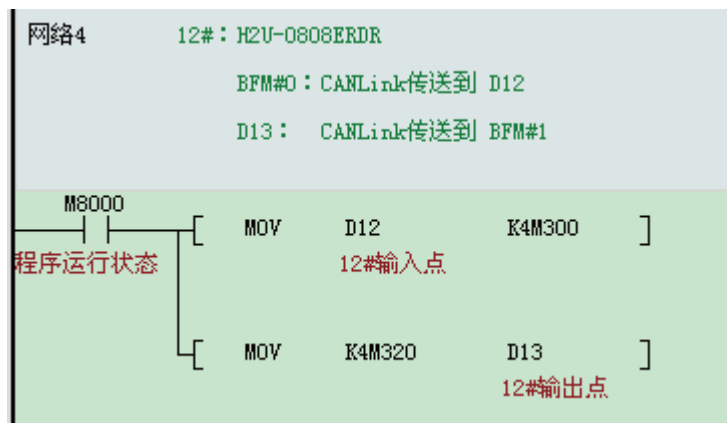 网络4 12#：H2U-0808ERDR
BFM#0：CANLink传送到 D12
D13： CANLink传送到 BFM#1
M8000
[ MOV D12 K4M300 ]
程序运行状态 12#输入点
[ MOV K4M320 D13 ]
12#输出点